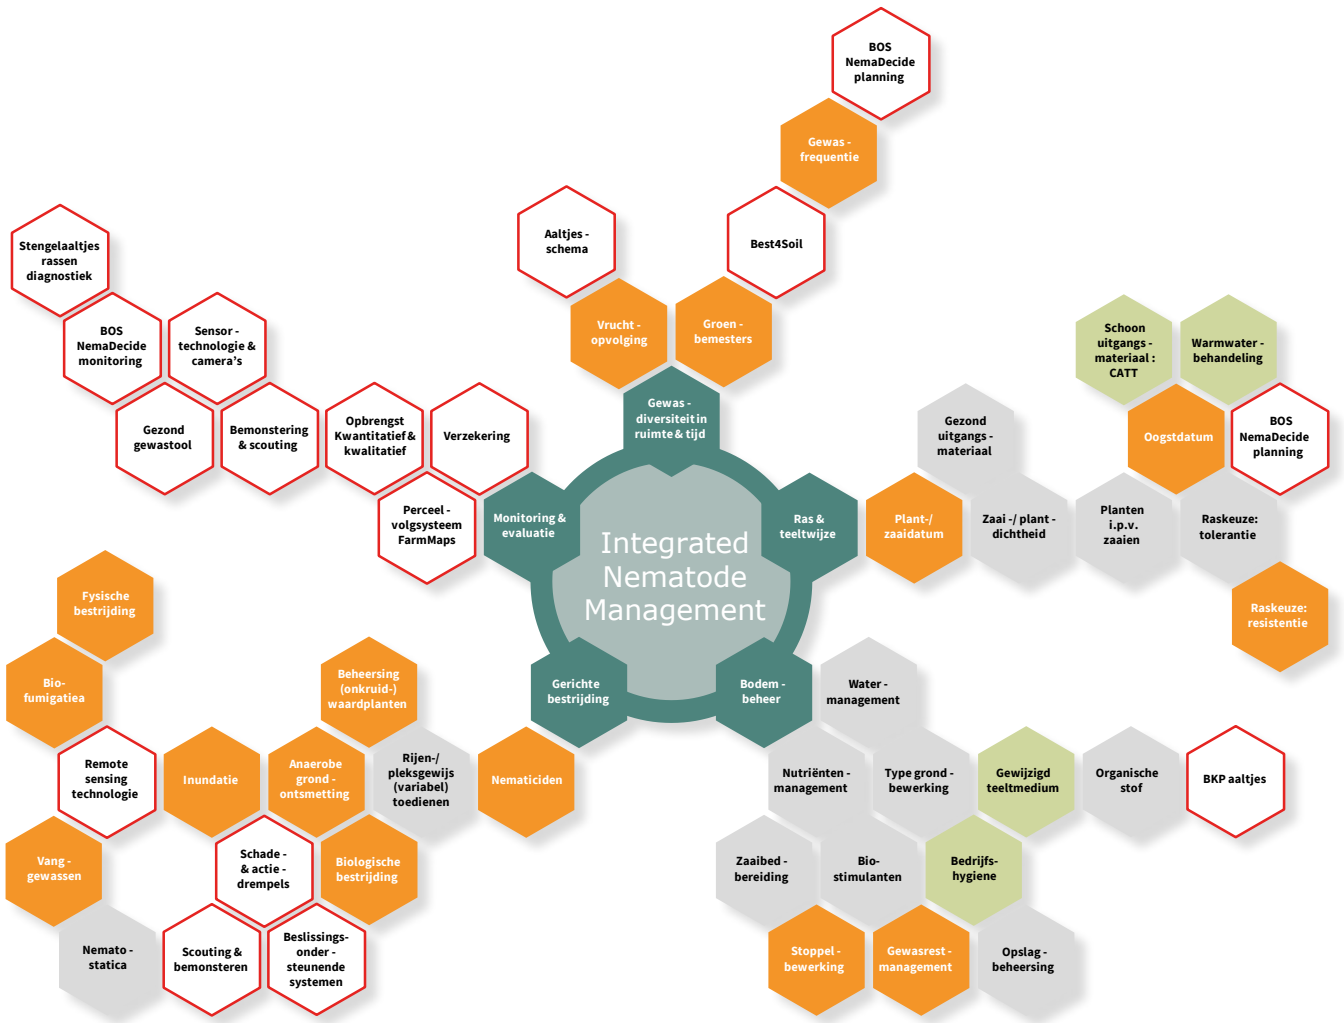 BOS
NemaDecide
planning
Gewas -
frequentie
Aaltjes -
schema
Best4Soil
Vrucht -
opvolging
Groen -
bemesters
Gewas -
diversiteit in
ruimte & tijd
Stengelaaltjes
rassen
diagnostiek
BOS
NemaDecide
monitoring
Sensor -
technologie &
camera's
Gezond
gewastool
Bemonstering
& scouting
Opbrengst
Kwantitatief &
kwalitatief
Verzekering
Perceel -
volgsysteem
FarmMaps
Monitoring &
evaluatie
Integrated
Nematode
Management
Ras &
teeltwijze
Plant-/
zaaidatum
Gezond
uitgangs -
materiaal
Zaai -/ plant -
dichtheid
Planten
i.p.v.
zaaien
Schoon
uitgangs -
materiaal :
CATT
Warmwater -
behandeling
Oogstdatum
BOS
NemaDecide
planning
Raskeuze:
tolerantie
Raskeuze:
resistentie
Fysische
bestrijding
Bio-
fumigatiea
Remote
sensing
technologie
Inundatie
Anaerobe
grond -
ontsmetting
Beheersing
(onkruid-)
waardplanten
Rijen-/
pleksgewijs
(variabel)
toedienen
Nematiciden
Gerichte
bestrijding
Vang -
gewassen
Schade -
& actie -
drempels
Biologische
bestrijding
Nemato -
statica
Scouting &
bemonsteren
Beslissings-
onder -
steunende
systemen
Bodem -
beheer
Water -
management
Nutriënten -
management
Type grond -
bewerking
Gewijzigd
teeltmedium
Organische
stof
BKP aaltjes
Zaaibed -
bereiding
Bio-
stimulanten
Bedrijfs-
hygiene
Stoppel -
bewerking
Gewasrest -
management
Opslag -
beheersing